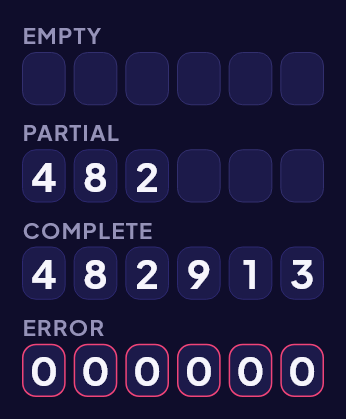 EMPTY
PARTIAL
4 8 2
COMPLETE
4 8 2 9 1 3
ERROR
0 0 0 0 0 0